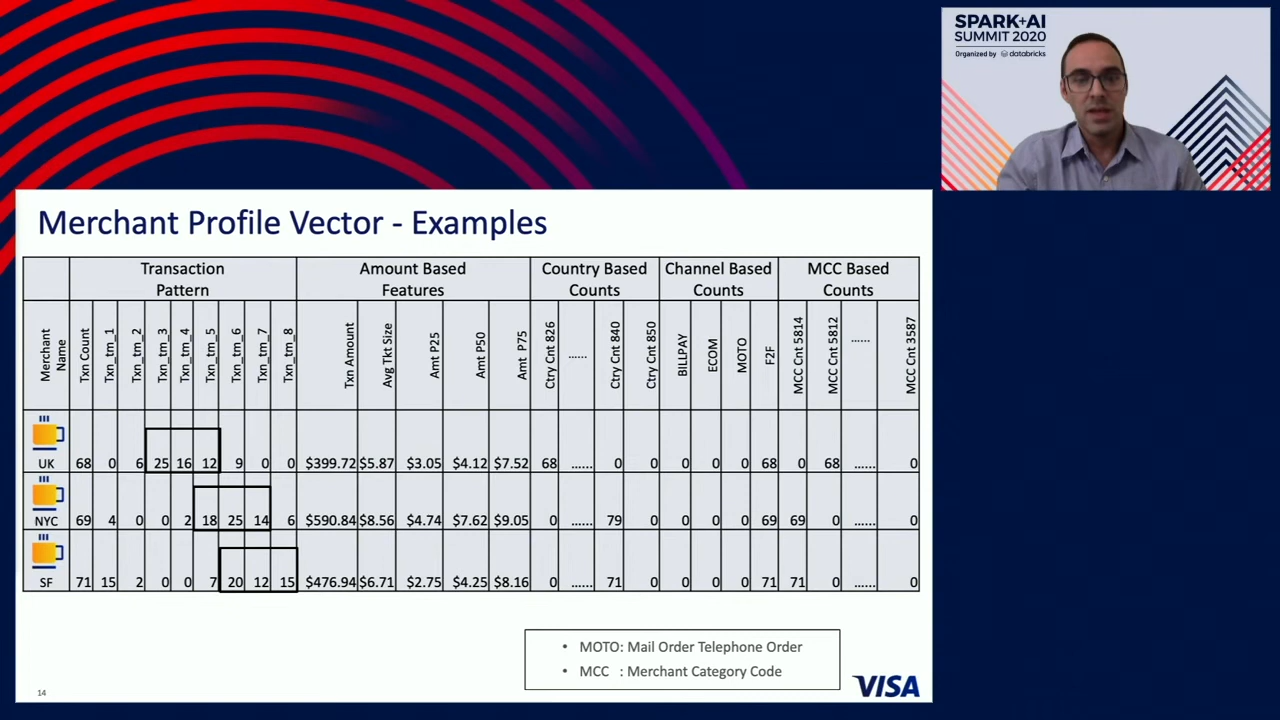 SPARK+AI
SUMMIT 2020
Organized by databricks
Merchant Profile Vector - Examples
Transaction Pattern Amount Based Features Country Based Counts Channel Based Counts MCC Based Counts
Merchant Name Txn Count Txn_tm_1 Txn_tm_2 Txn_tm_3 Txn_tm_4 Txn_tm_5 Txn_tm_6 Txn_tm_7 Txn_tm_8 Txn Amount Avg Tkt Size Amt P25 Amt P50 Amt P75 Ctry Cnt 826 ...... Ctry Cnt 840 Ctry Cnt 850 BILLPAY ECOM MOTO F2F MCC Cnt 5814 MCC Cnt 5812 ...... MCC Cnt 3587
UK 68 0 6 25 16 12 9 0 0 $399.72 $5.87 $3.05 $4.12 $7.52 68 ...... 0 0 0 0 0 68 0 68 ...... 0
NYC 69 4 0 0 2 18 25 14 6 $590.84 $8.56 $4.74 $7.62 $9.05 0 ...... 79 0 0 0 0 69 69 0 ...... 0
SF 71 15 2 0 0 7 20 12 15 $476.94 $6.71 $2.75 $4.25 $8.16 0 ...... 71 0 0 0 0 71 71 0 ...... 0
• MOTO: Mail Order Telephone Order
• MCC : Merchant Category Code
14
VISA